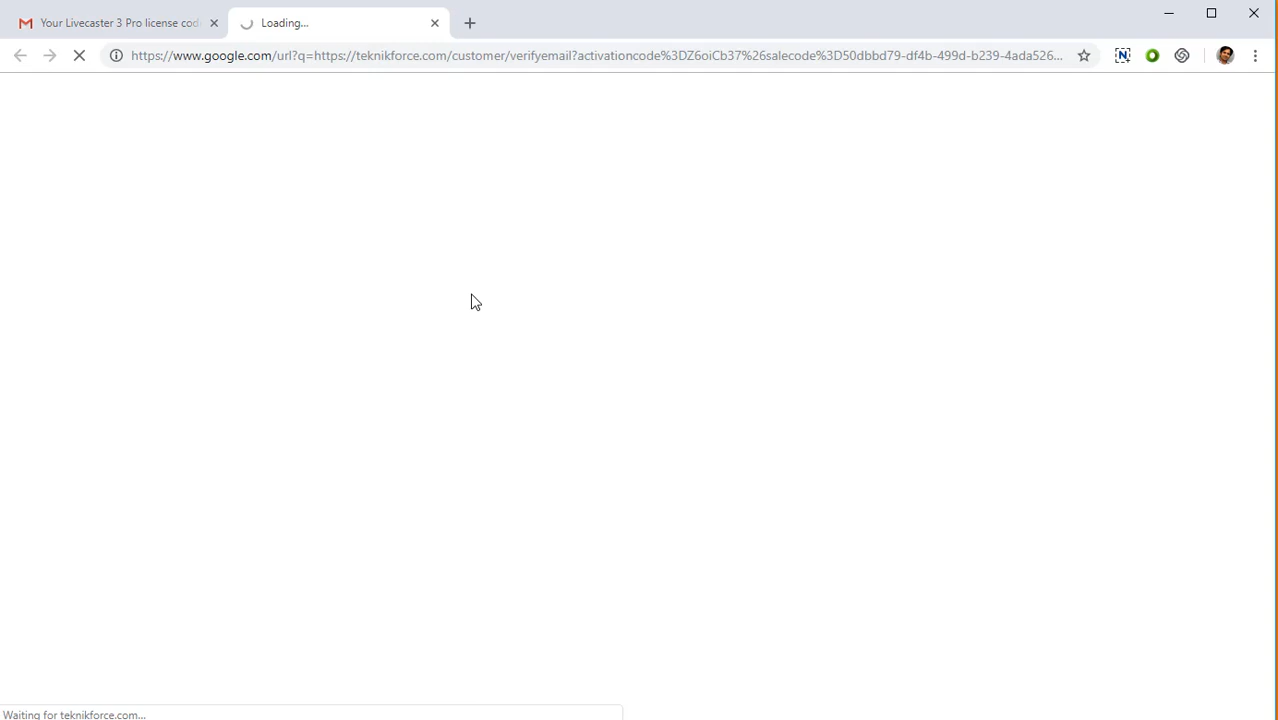 Your Livecaster 3 Pro license cod
Loading...
https://www.google.com/url?q=https://teknikforce.com/customer/verifyemail?activationcode%3DZ6oiCb37%26salecode%3D50dbbd79-df4b-499d-b239-4ada526...
N
Waiting for teknikforce.com...